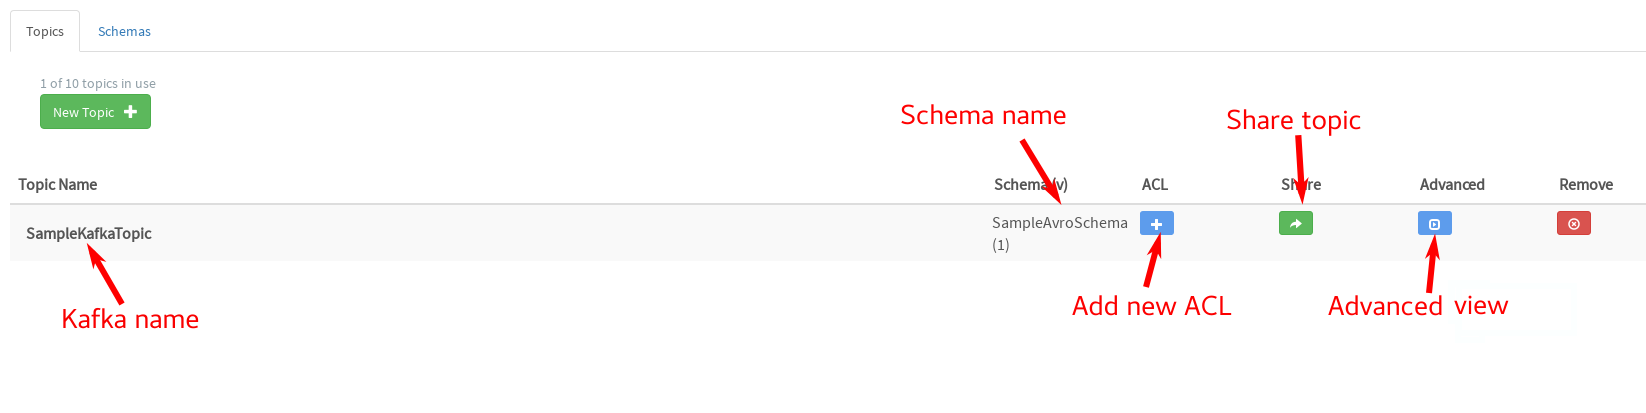 Topics Schemas
1 of 10 topics in use
New Topic
Schema name
Share topic
Topic Name Schema (v) ACL Share Advanced Remove
SampleKafkaTopic SampleAvroSchema
(1)
Kafka name
Add new ACL
Advanced view